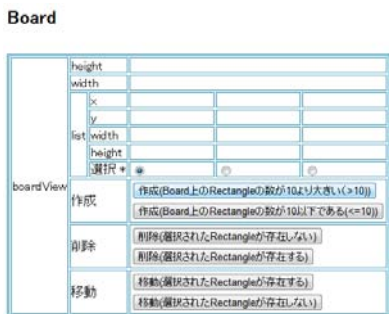 Board
height
width
x
y
list width
height
選択 *
boardView
作成
作成(Board上のRectangleの数が10より大きい(>10))
作成(Board上のRectangleの数が10以下である(<=10))
削除
削除(選択されたRectangleが存在しない)
削除(選択されたRectangleが存在する)
移動
移動(選択されたRectangleが存在する)
移動(選択されたRectangleが存在しない)